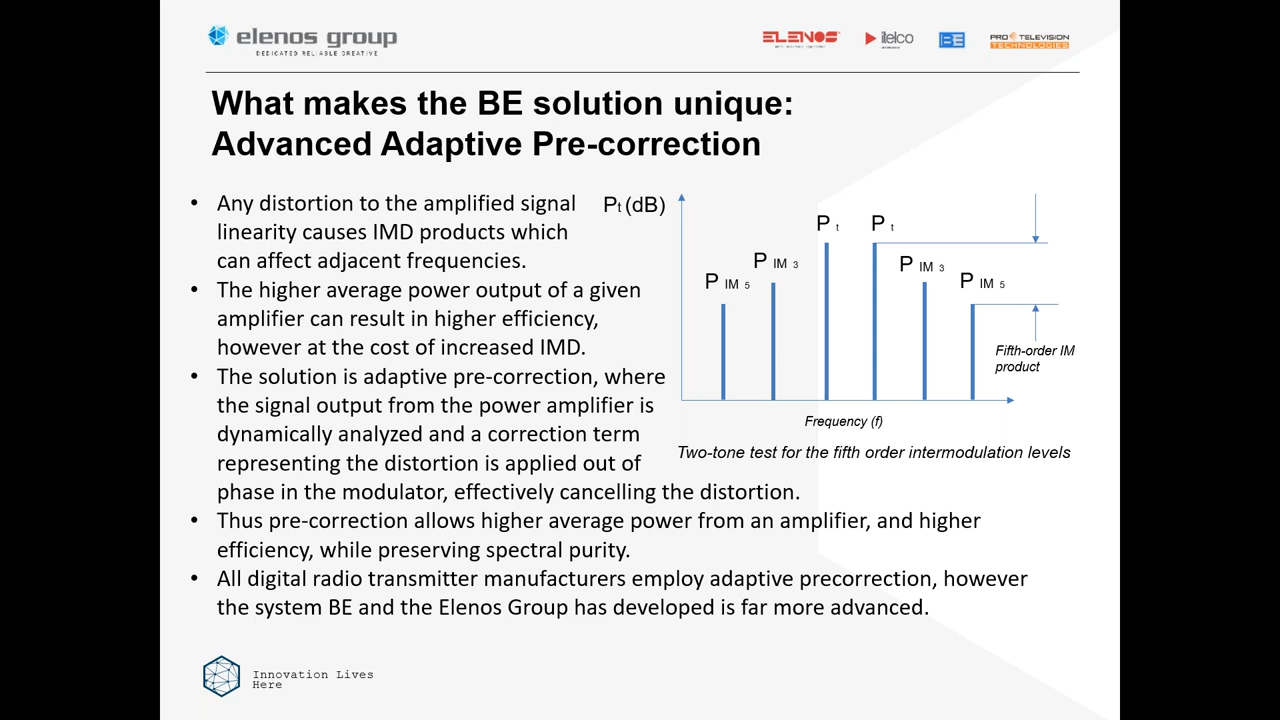 elenos group
DEDICATED RELIABLE CREATIVE
ELENOS
itelco
BE
PRO TELEVISION
TECHNOLOGIES
What makes the BE solution unique:
Advanced Adaptive Pre-correction
• Any distortion to the amplified signal
linearity causes IMD products which
can affect adjacent frequencies.
• The higher average power output of a given
amplifier can result in higher efficiency,
however at the cost of increased IMD.
• The solution is adaptive pre-correction, where
the signal output from the power amplifier is
dynamically analyzed and a correction term
representing the distortion is applied out of
phase in the modulator, effectively cancelling the distortion.
• Thus pre-correction allows higher average power from an amplifier, and higher
efficiency, while preserving spectral purity.
• All digital radio transmitter manufacturers employ adaptive precorrection, however
the system BE and the Elenos Group has developed is far more advanced.
Pt (dB)
P IM 5
P IM 3
P t
P t
P IM 3
P IM 5
Fifth-order IM
product
Frequency (f)
Two-tone test for the fifth order intermodulation levels
Innovation Lives
Here